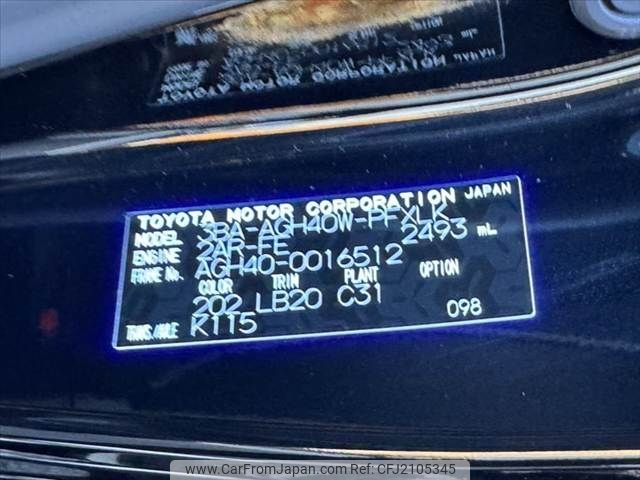 TOYOTA MOTOR CORPORATION JAPAN
MODEL 3BA-AGH40W-PFXLK
ENGINE 2AR-FE 2493 mL
FRAME No. AGH40-0016512
COLOR TRIM PLANT OPTION
202 LB20 C31
TRANS./AXLE K115 098
www.CarFromJapan.com - CFJ2105345